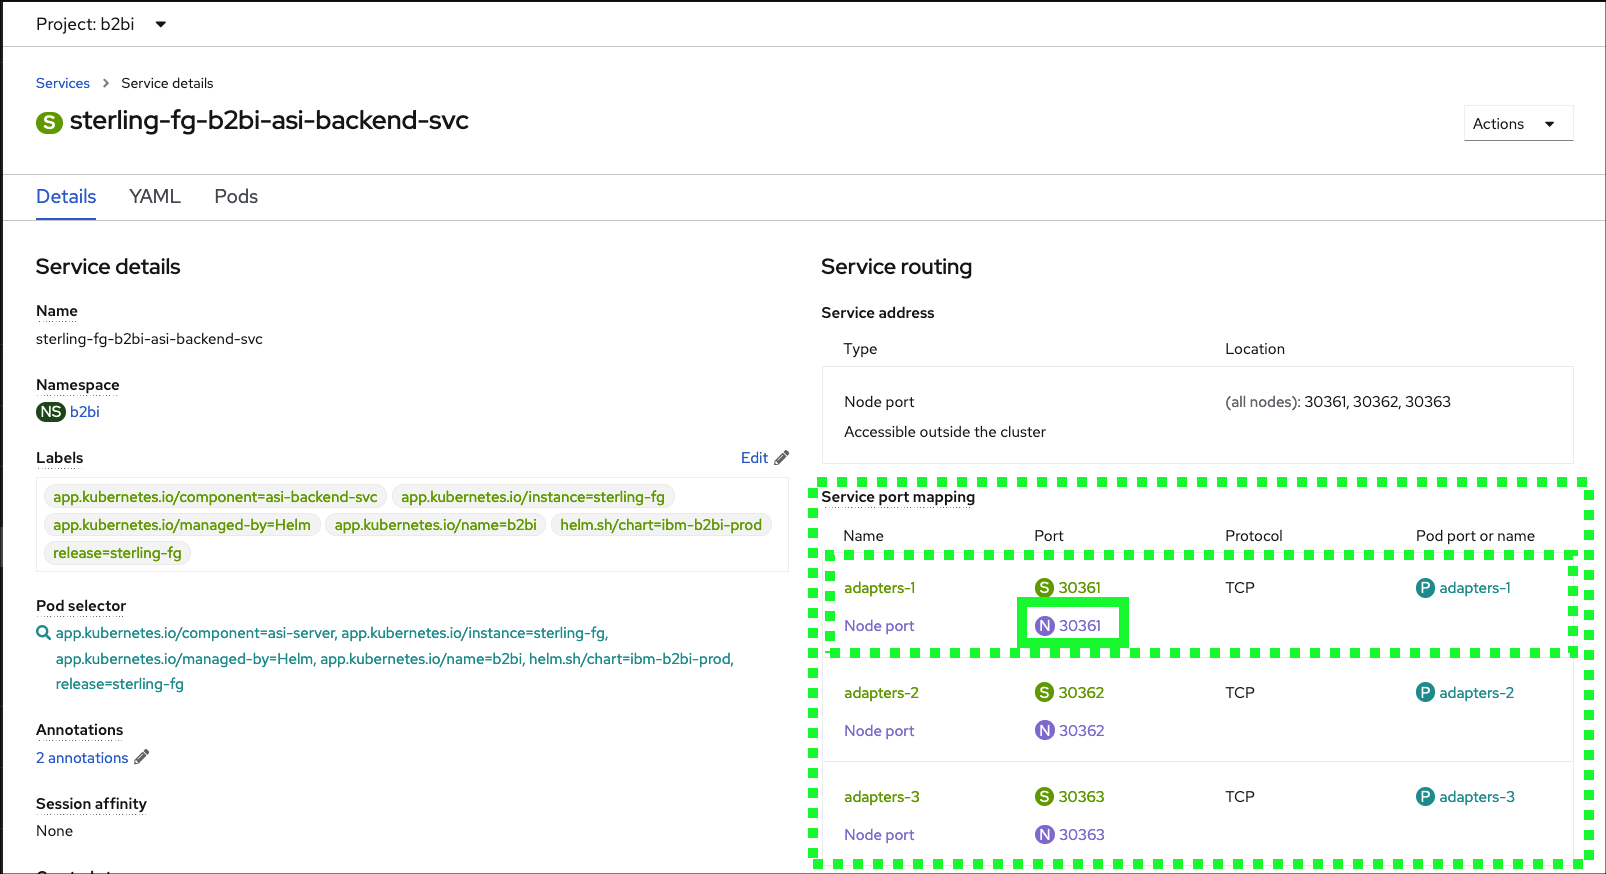 Project: b2bi
Services > Service details
S sterling-fg-b2bi-asi-backend-svc
Actions
Details YAML Pods
Service details
Name
sterling-fg-b2bi-asi-backend-svc
Namespace
NS b2bi
Labels
Edit
app.kubernetes.io/component=asi-backend-svc app.kubernetes.io/instance=sterling-fg
app.kubernetes.io/managed-by=Helm app.kubernetes.io/name=b2bi helm.sh/chart=ibm-b2bi-prod
release=sterling-fg
Pod selector
app.kubernetes.io/component=asi-server, app.kubernetes.io/instance=sterling-fg,
app.kubernetes.io/managed-by=Helm, app.kubernetes.io/name=b2bi, helm.sh/chart=ibm-b2bi-prod,
release=sterling-fg
Annotations
2 annotations
Session affinity
None
Service routing
Service address
Type Location
Node port (all nodes): 30361, 30362, 30363
Accessible outside the cluster
Service port mapping
Name Port Protocol Pod port or name
adapters-1 S 30361 TCP P adapters-1
Node port N 30361
adapters-2 S 30362 TCP P adapters-2
Node port N 30362
adapters-3 S 30363 TCP P adapters-3
Node port N 30363